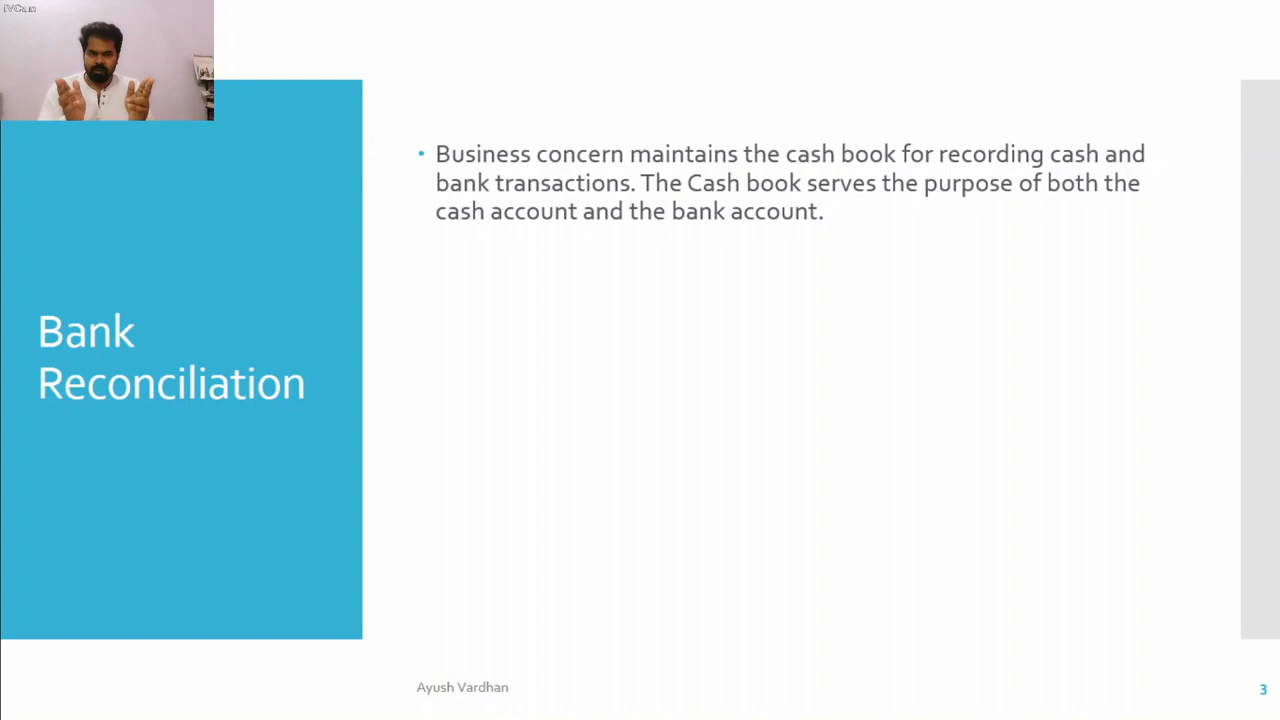 iVCam
Bank
Reconciliation
• Business concern maintains the cash book for recording cash and
bank transactions. The Cash book serves the purpose of both the
cash account and the bank account.
Ayush Vardhan
3